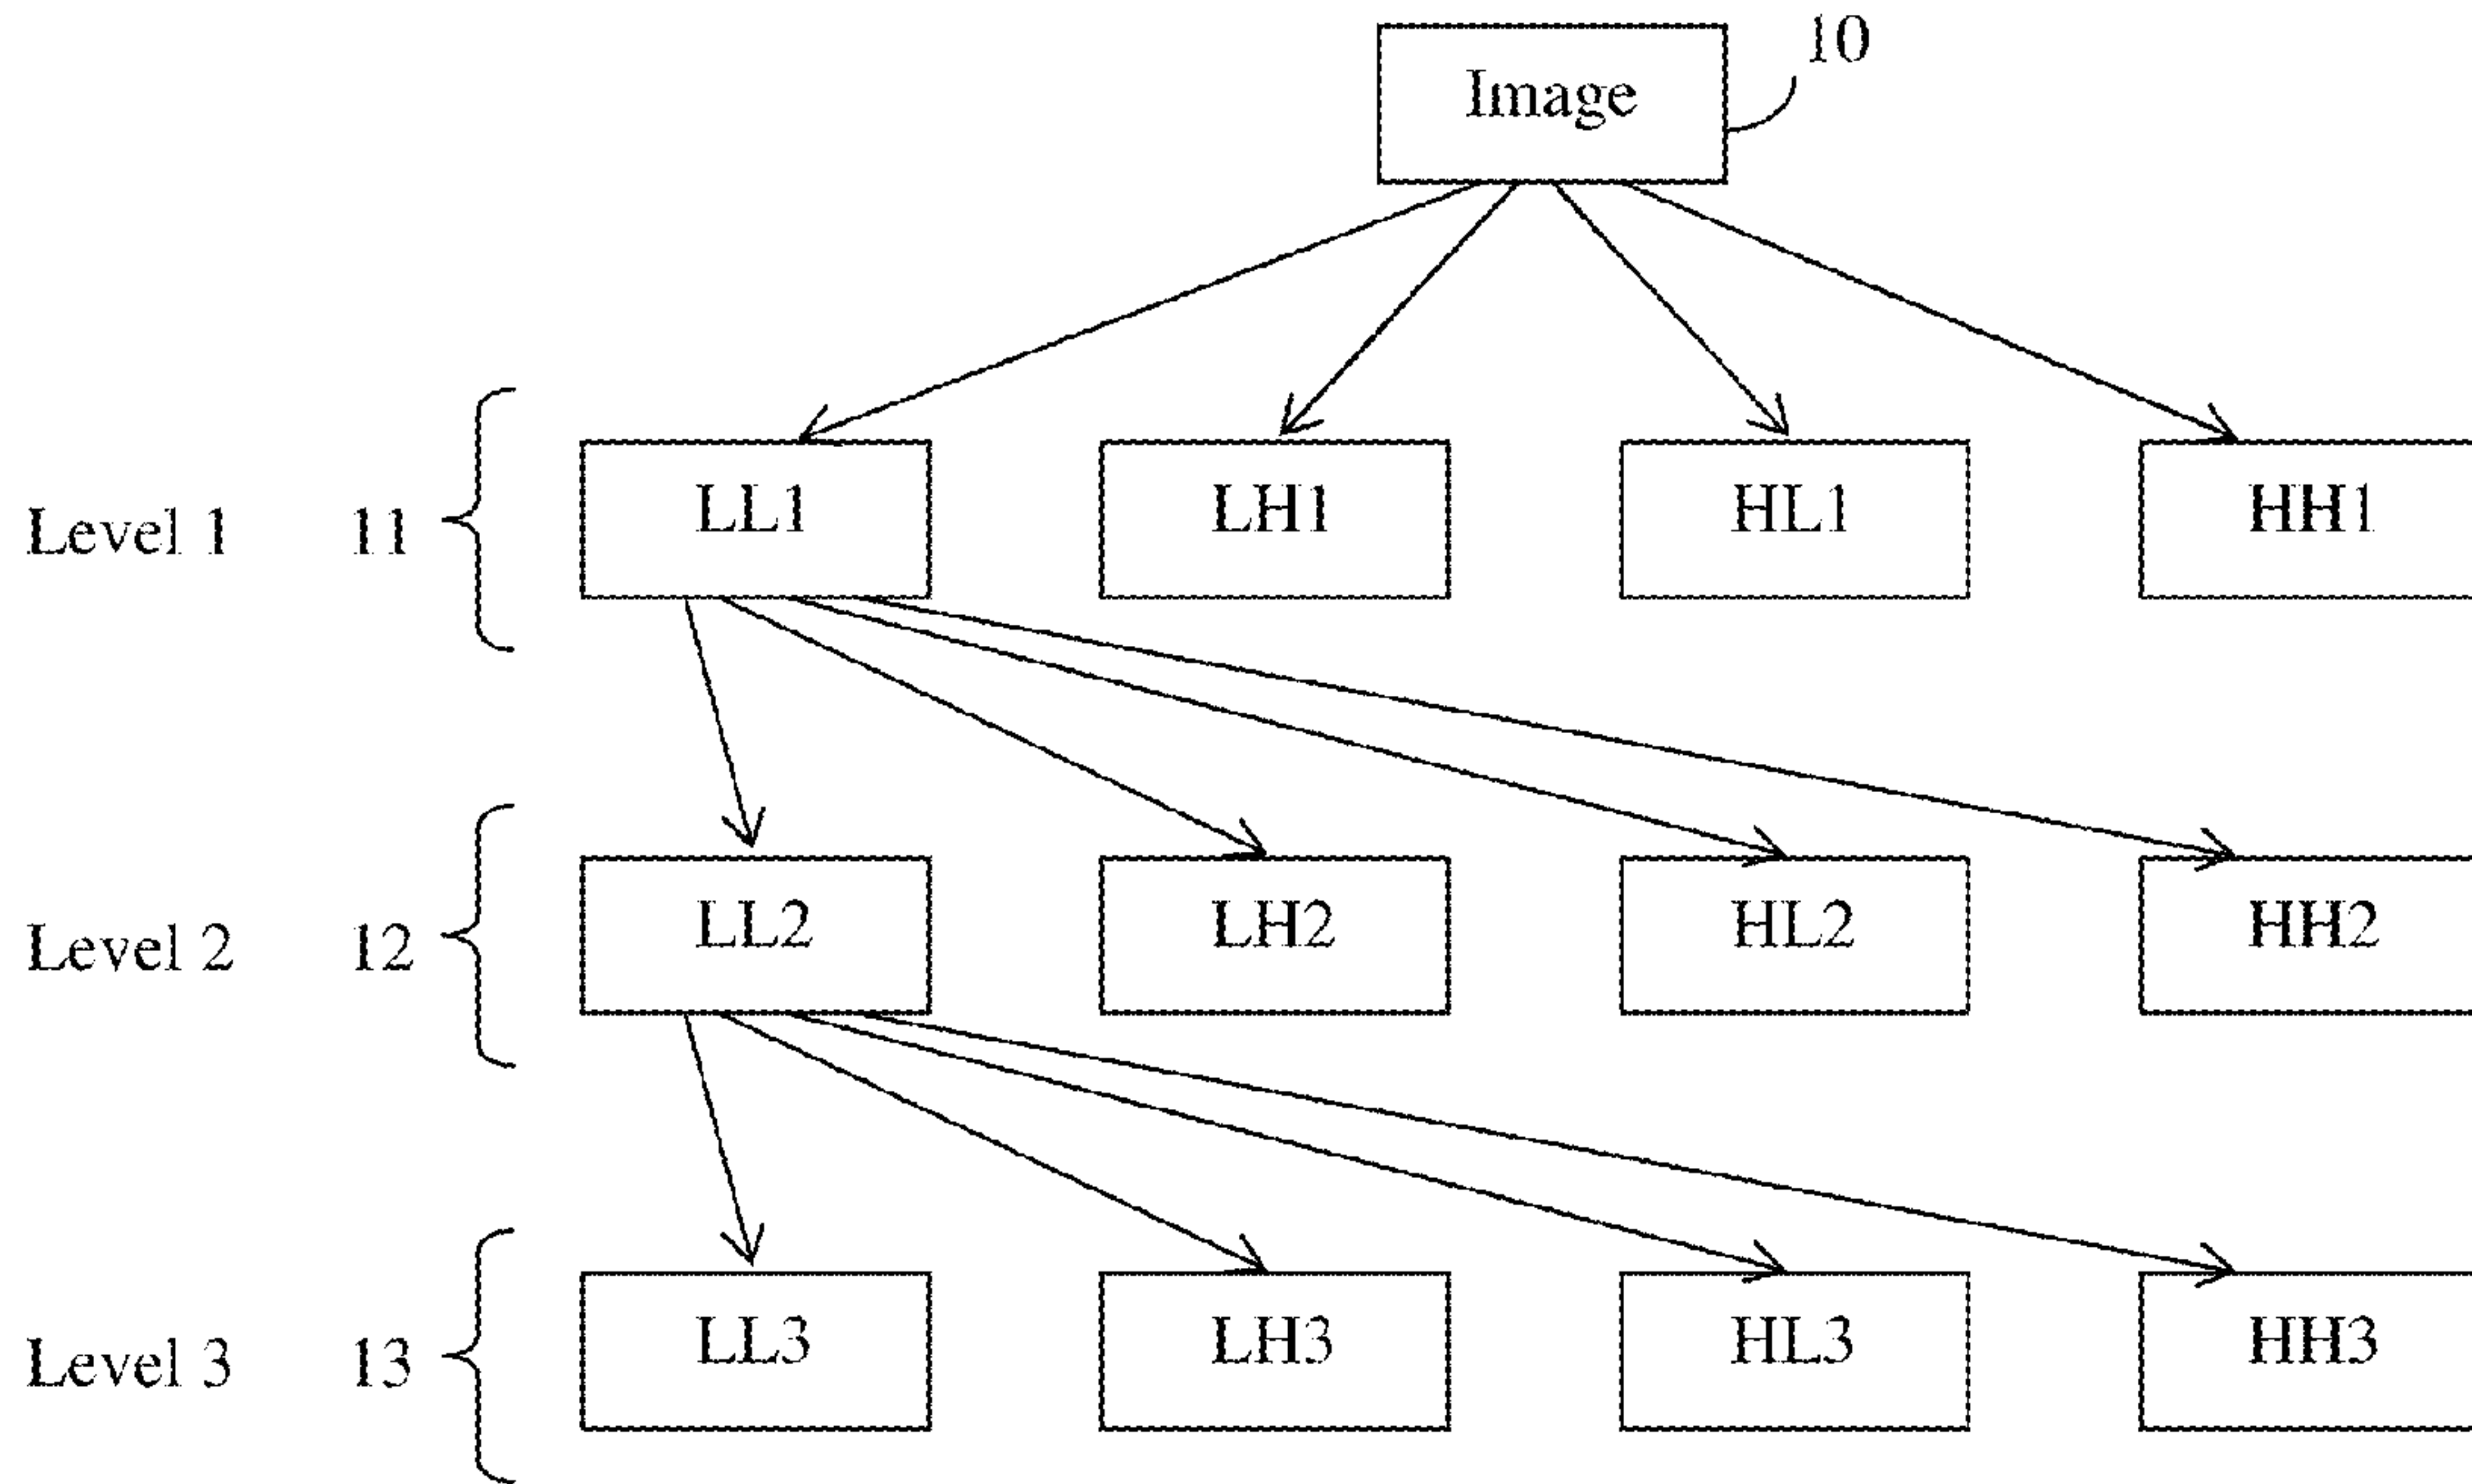 10
Image
Level 1 11 LL1 LH1 HL1 HH1
Level 2 12 LL2 LH2 HL2 HH2
Level 3 13 LL3 LH3 HL3 HH3